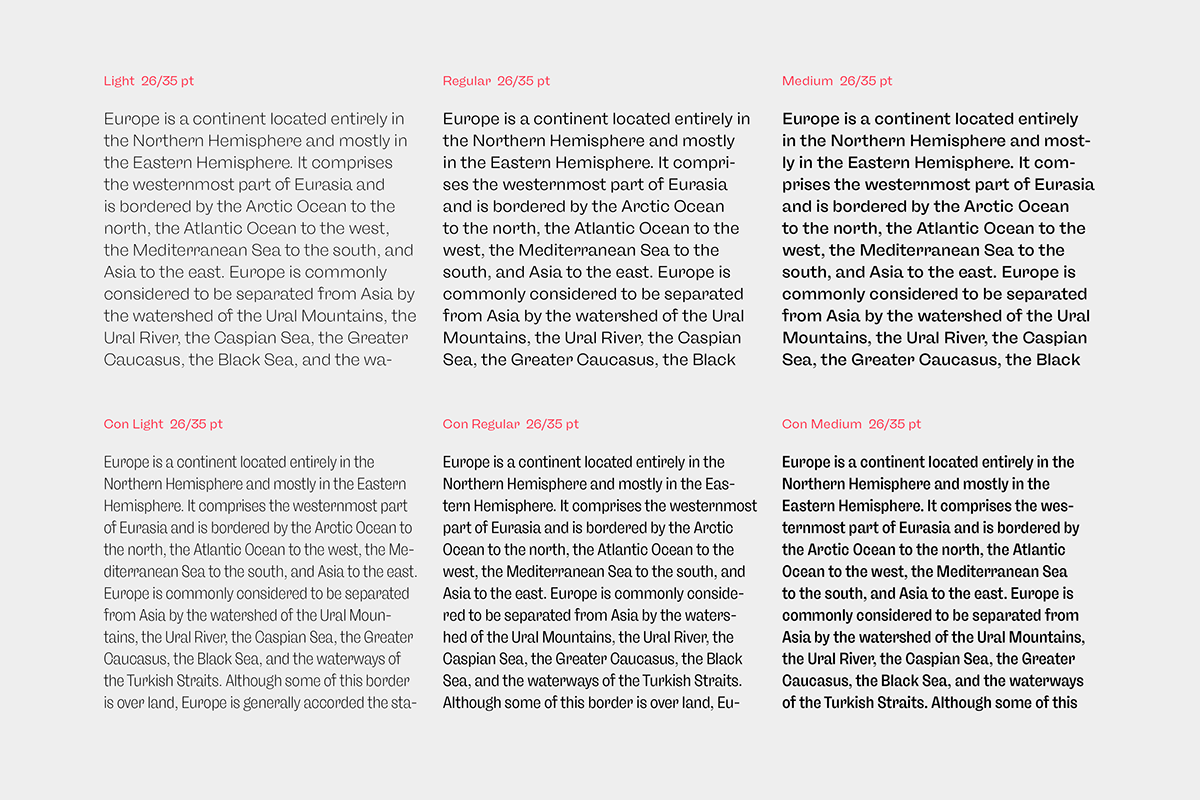 Light 26/35 pt
Europe is a continent located entirely in
the Northern Hemisphere and mostly in
the Eastern Hemisphere. It comprises
the westernmost part of Eurasia and
is bordered by the Arctic Ocean to the
north, the Atlantic Ocean to the west,
the Mediterranean Sea to the south, and
Asia to the east. Europe is commonly
considered to be separated from Asia by
the watershed of the Ural Mountains, the
Ural River, the Caspian Sea, the Greater
Caucasus, the Black Sea, and the wa-
Regular 26/35 pt
Europe is a continent located entirely in
the Northern Hemisphere and mostly
in the Eastern Hemisphere. It compri-
ses the westernmost part of Eurasia
and is bordered by the Arctic Ocean
to the north, the Atlantic Ocean to the
west, the Mediterranean Sea to the
south, and Asia to the east. Europe is
commonly considered to be separated
from Asia by the watershed of the Ural
Mountains, the Ural River, the Caspian
Sea, the Greater Caucasus, the Black
Medium 26/35 pt
Europe is a continent located entirely
in the Northern Hemisphere and most-
ly in the Eastern Hemisphere. It com-
prises the westernmost part of Eurasia
and is bordered by the Arctic Ocean
to the north, the Atlantic Ocean to the
west, the Mediterranean Sea to the
south, and Asia to the east. Europe is
commonly considered to be separated
from Asia by the watershed of the Ural
Mountains, the Ural River, the Caspian
Sea, the Greater Caucasus, the Black
Con Light 26/35 pt
Europe is a continent located entirely in the
Northern Hemisphere and mostly in the Eastern
Hemisphere. It comprises the westernmost part
of Eurasia and is bordered by the Arctic Ocean to
the north, the Atlantic Ocean to the west, the Me-
diterranean Sea to the south, and Asia to the east.
Europe is commonly considered to be separated
from Asia by the watershed of the Ural Moun-
tains, the Ural River, the Caspian Sea, the Greater
Caucasus, the Black Sea, and the waterways of
the Turkish Straits. Although some of this border
is over land, Europe is generally accorded the sta-
Con Regular 26/35 pt
Europe is a continent located entirely in the
Northern Hemisphere and mostly in the Eas-
tern Hemisphere. It comprises the westernmost
part of Eurasia and is bordered by the Arctic
Ocean to the north, the Atlantic Ocean to the
west, the Mediterranean Sea to the south, and
Asia to the east. Europe is commonly conside-
red to be separated from Asia by the waters-
hed of the Ural Mountains, the Ural River, the
Caspian Sea, the Greater Caucasus, the Black
Sea, and the waterways of the Turkish Straits.
Although some of this border is over land, Eu-
Con Medium 26/35 pt
Europe is a continent located entirely in the
Northern Hemisphere and mostly in the
Eastern Hemisphere. It comprises the wes-
ternmost part of Eurasia and is bordered by
the Arctic Ocean to the north, the Atlantic
Ocean to the west, the Mediterranean Sea
to the south, and Asia to the east. Europe is
commonly considered to be separated from
Asia by the watershed of the Ural Mountains,
the Ural River, the Caspian Sea, the Greater
Caucasus, the Black Sea, and the waterways
of the Turkish Straits. Although some of this